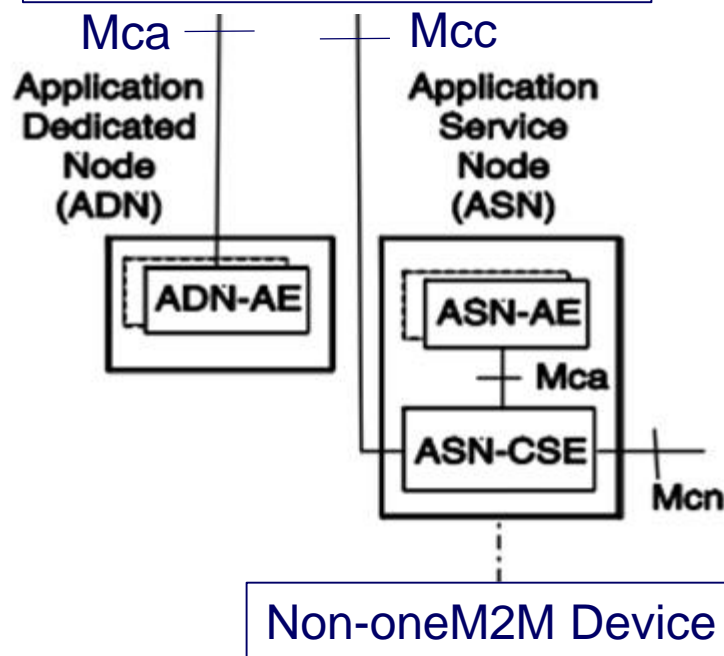 Mca
Mcc
Application
Dedicated
Node
(ADN)
Application
Service
Node
(ASN)
ADN-AE
ASN-AE
Mca
ASN-CSE
Mcn
Non-oneM2M Device